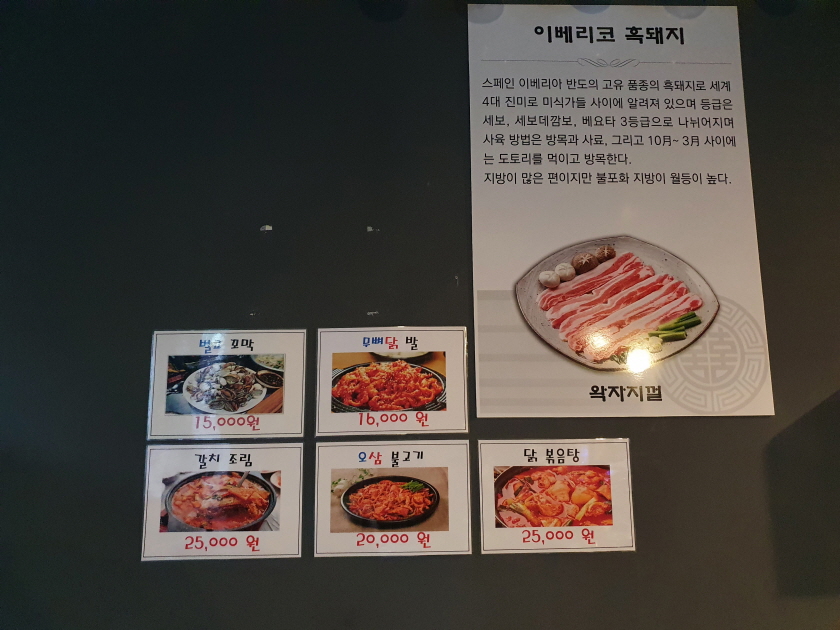 이베리코 흑돼지
스페인 이베리아 반도의 고유 품종의 흑돼지로 세계
4대 진미로 미식가들 사이에 알려져 있으며 등급은
세보, 세보데깜보, 베요타 3등급으로 나뉘어지며
사육 방법은 방목과 사료, 그리고 10月~ 3月 사이에
는 도토리를 먹이고 방목한다.
지방이 많은 편이지만 불포화 지방이 월등이 높다.
왁자지껄
꼬막
15,000원
무뼈닭 발
16,000 원
갈치 조림
25,000 원
오삼 불고기
20,000 원
닭 볶음탕
25,000 원